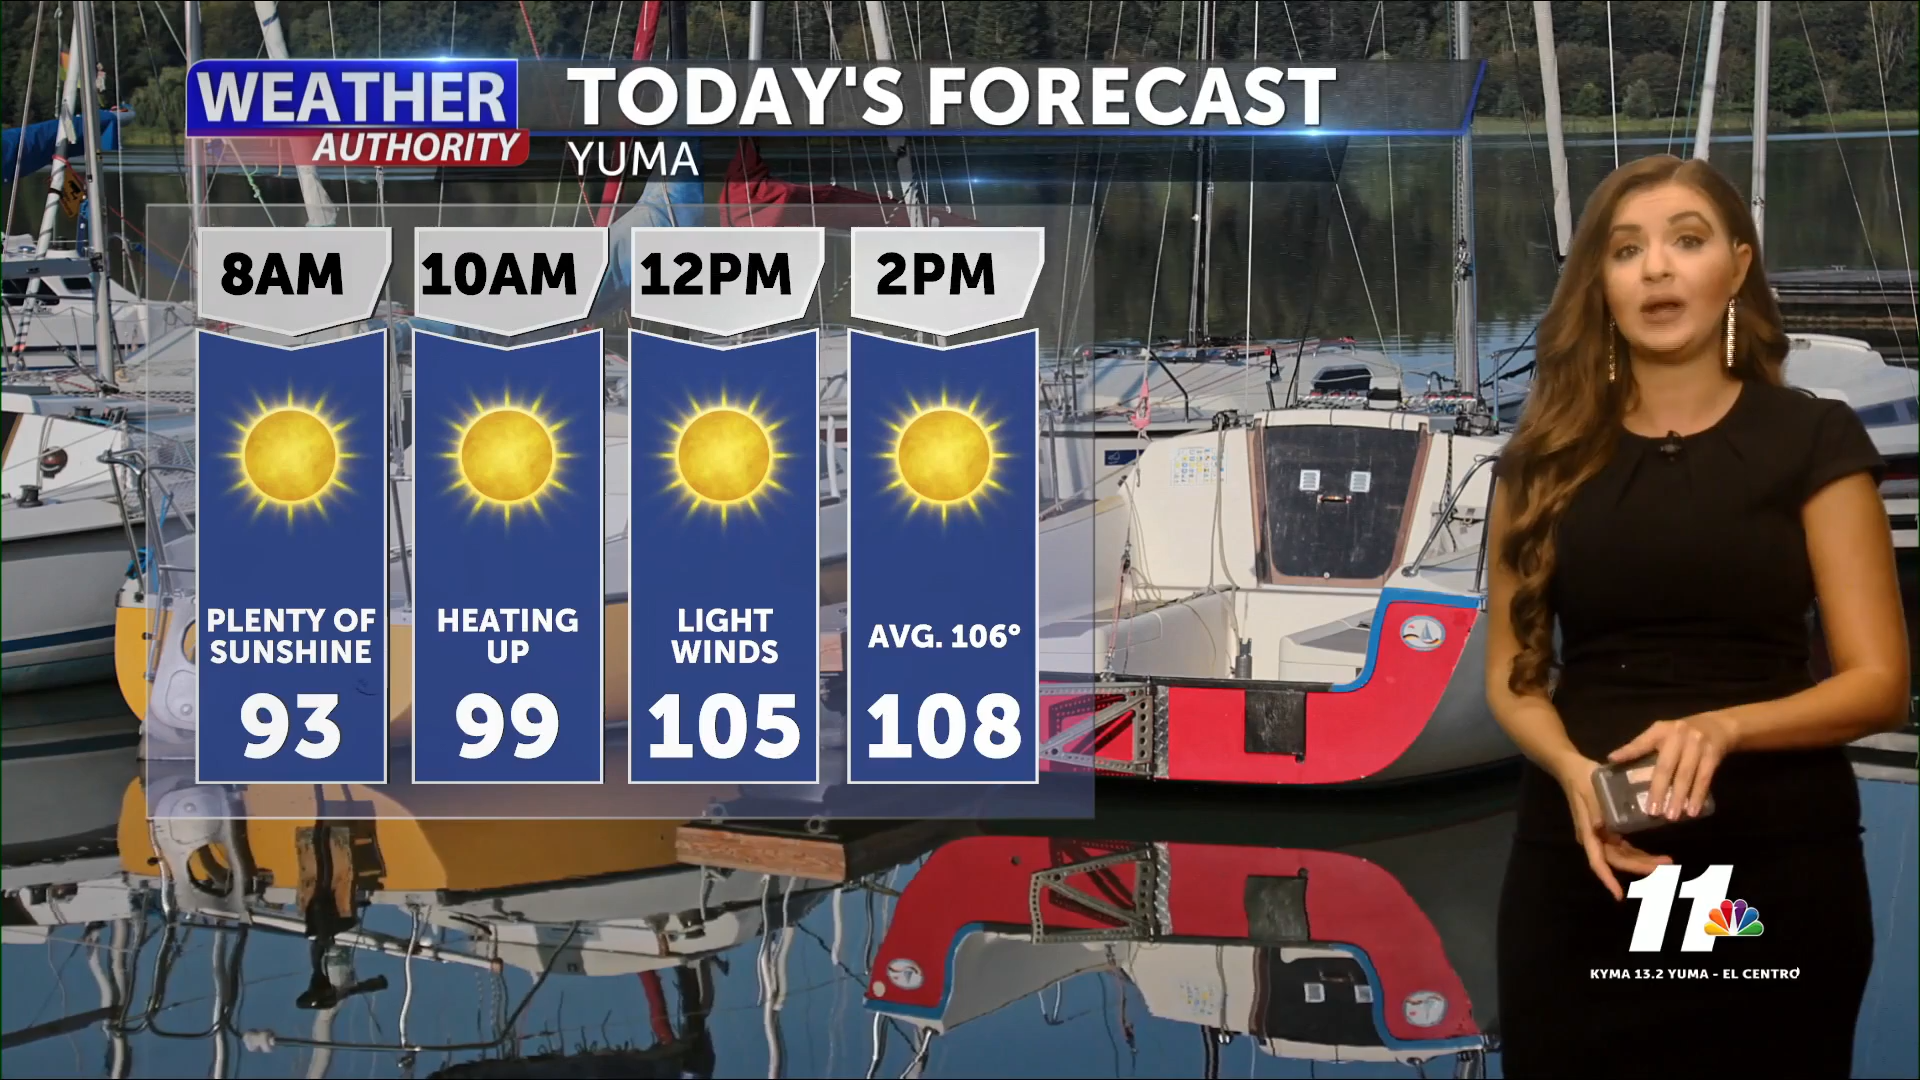 WEATHER
AUTHORITY
TODAY'S FORECAST
YUMA
8AM
PLENTY OF
SUNSHINE
93
10AM
HEATING
UP
99
12PM
LIGHT
WINDS
105
2PM
AVG. 106°
108
11
KYMA 13.2 YUMA - EL CENTRO